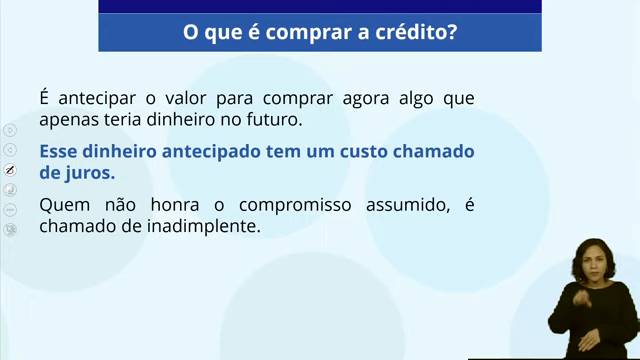 O que é comprar a crédito?
É antecipar o valor para comprar agora algo que
apenas teria dinheiro no futuro.
Esse dinheiro antecipado tem um custo chamado
de juros.
Quem não honra o compromisso assumido, é
chamado de inadimplente.